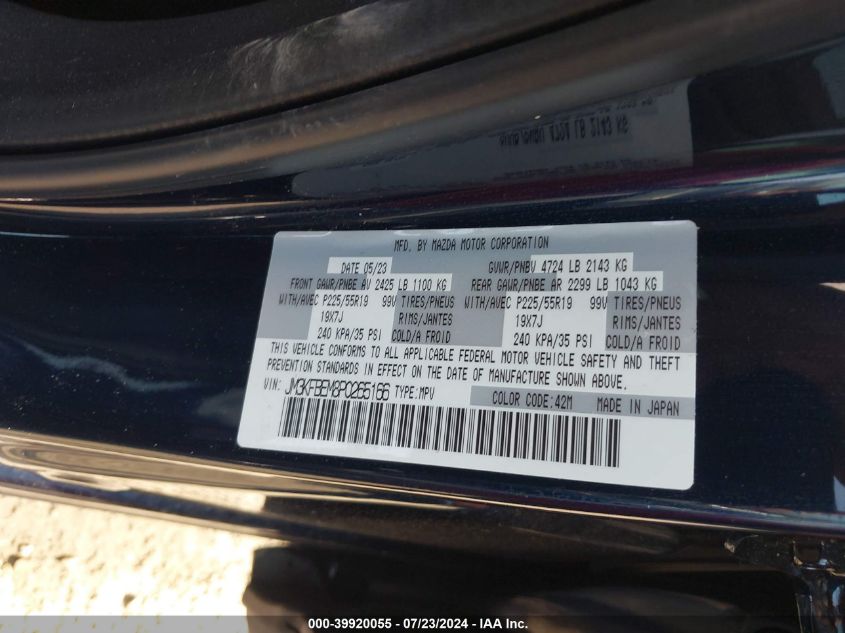 MFD. BY MAZDA MOTOR CORPORATION
DATE 05/23 GVWR/PNBV 4724 LB 2143 KG
FRONT GAWR/PNBE AV 2425 LB 1100 KG REAR GAWR/PNBE AR 2299 LB 1043 KG
WITH/AVEC P225/55R19 99V TIRES/PNEUS WITH/AVEC P225/55R19 99V TIRES/PNEUS
19X7J RIMS/JANTES 19X7J RIMS/JANTES
240 KPA/35 PSI COLD/A FROID 240 KPA/35 PSI COLD/A FROID
THIS VEHICLE CONFORMS TO ALL APPLICABLE FEDERAL MOTOR VEHICLE SAFETY AND THEFT
PREVENTION STANDARDS IN EFFECT ON THE DATE OF MANUFACTURE SHOWN ABOVE.
VIN: JM3KFBEM8P0265166 TYPE:MPV
COLOR CODE:42M MADE IN JAPAN
000-39920055 - 07/23/2024 - IAA Inc.